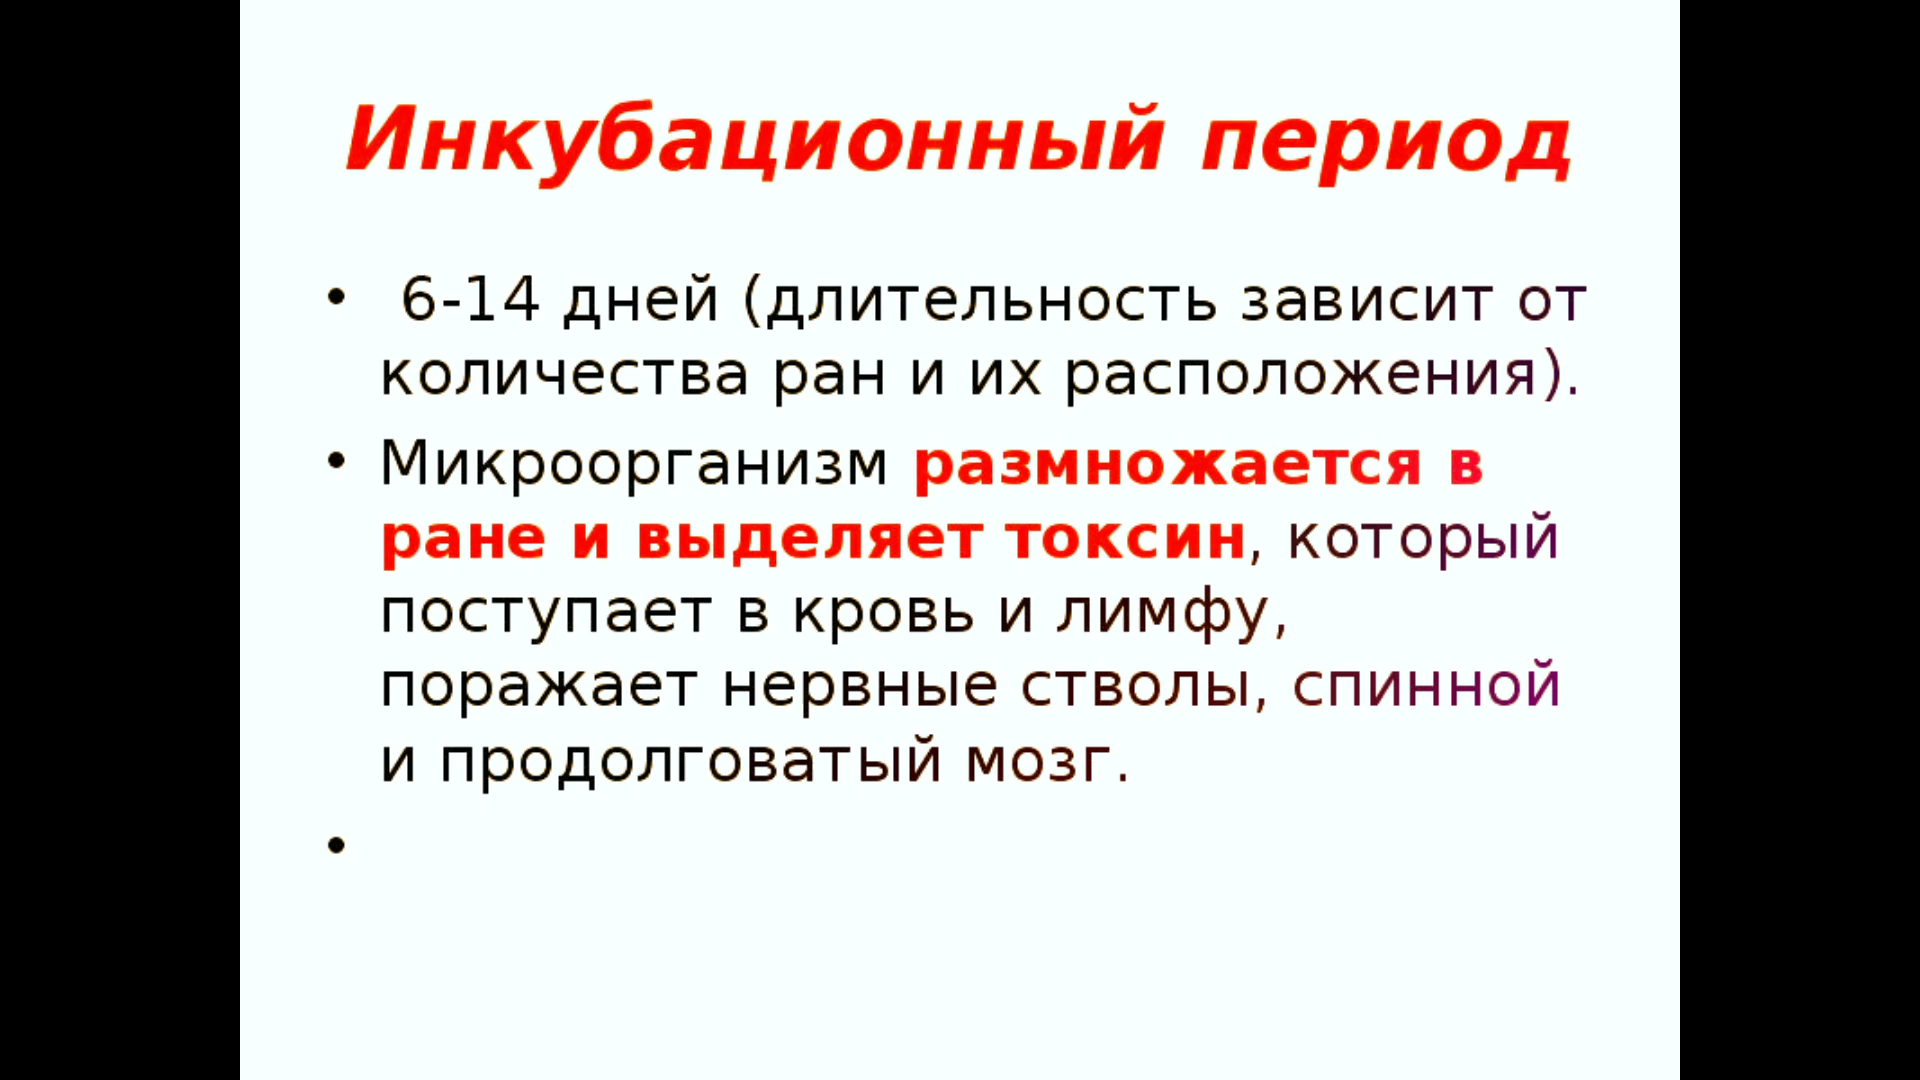 Инкубационный период
• 6-14 дней (длительность зависит от
количества ран и их расположения).
• Микроорганизм размножается в
ране и выделяет токсин, который
поступает в кровь и лимфу,
поражает нервные стволы, спинной
и продолговатый мозг.
•